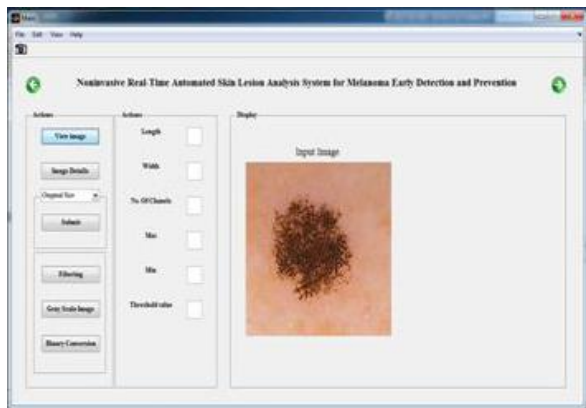 Main
File Edit View Help
Noninvasive Real-Time Automated Skin Lesion Analysis System for Melanoma Early Detection and Prevention
Actions
View image
Image Details
Original Size
Submit
Filtering
Gray Scale Image
Binary Conversion
Actions
Length
Width
No. Of Chanels
Max
Min
Threshold value
Display
Input Image